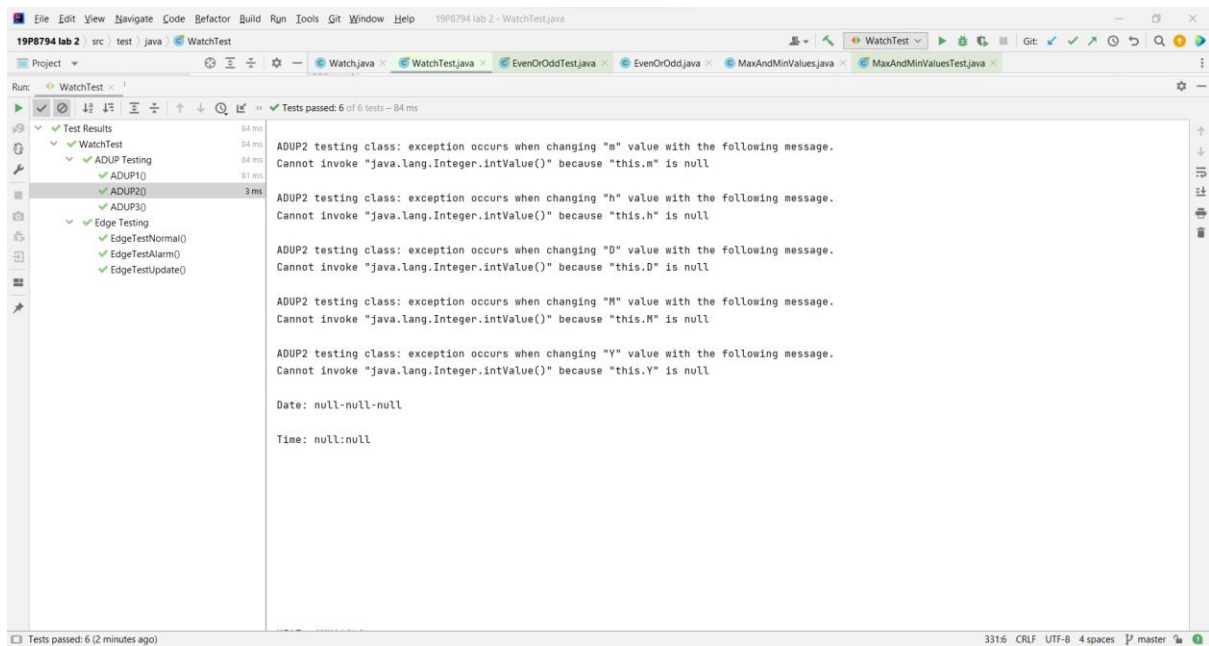 File Edit View Navigate Code Refactor Build Run Tools Git Window Help 19P8794 lab 2 - WatchTest.java
19P8794 lab 2 src test java WatchTest WatchTest Git:
Project Watch.java WatchTest.java EvenOrOddTest.java EvenOrOdd.java MaxAndMinValues.java MaxAndMinValuesTest.java
Run: WatchTest
Tests passed: 6 of 6 tests – 84 ms
Test Results 84 ms
WatchTest 84 ms
ADUP Testing 84 ms
ADUP1() 81 ms
ADUP2() 3 ms
ADUP3()
Edge Testing
EdgeTestNormal()
EdgeTestAlarm()
EdgeTestUpdate()
ADUP2 testing class: exception occurs when changing "m" value with the following message.
Cannot invoke "java.lang.Integer.intValue()" because "this.m" is null
ADUP2 testing class: exception occurs when changing "h" value with the following message.
Cannot invoke "java.lang.Integer.intValue()" because "this.h" is null
ADUP2 testing class: exception occurs when changing "D" value with the following message.
Cannot invoke "java.lang.Integer.intValue()" because "this.D" is null
ADUP2 testing class: exception occurs when changing "M" value with the following message.
Cannot invoke "java.lang.Integer.intValue()" because "this.M" is null
ADUP2 testing class: exception occurs when changing "Y" value with the following message.
Cannot invoke "java.lang.Integer.intValue()" because "this.Y" is null
Date: null-null-null
Time: null:null
Tests passed: 6 (2 minutes ago) 331:6 CRLF UTF-8 4 spaces master